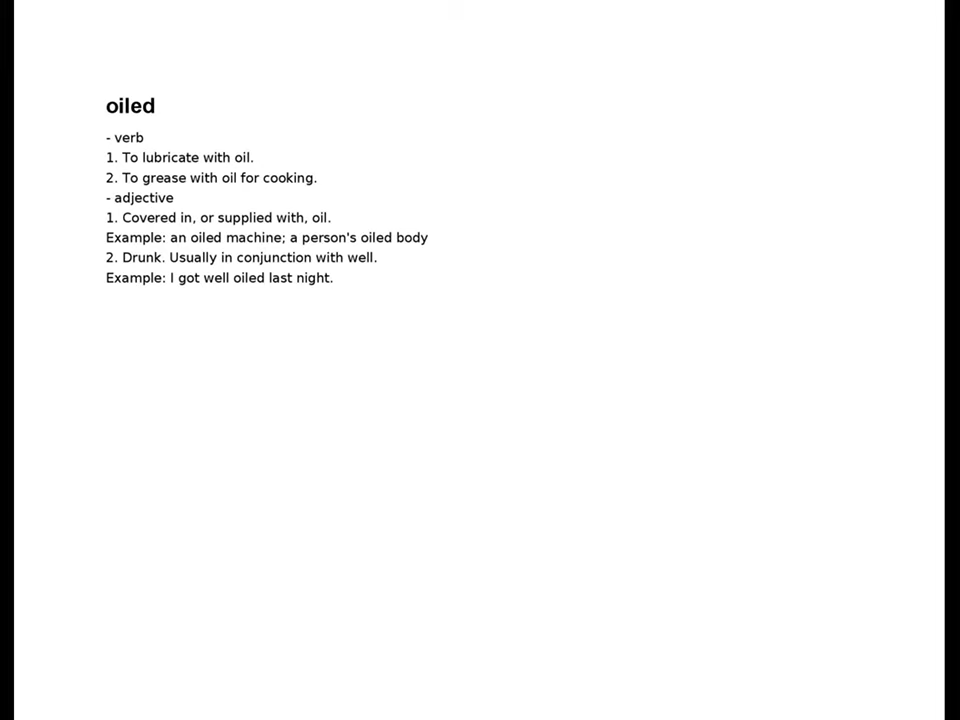 oiled
- verb
1. To lubricate with oil.
2. To grease with oil for cooking.
- adjective
1. Covered in, or supplied with, oil.
Example: an oiled machine; a person's oiled body
2. Drunk. Usually in conjunction with well.
Example: I got well oiled last night.